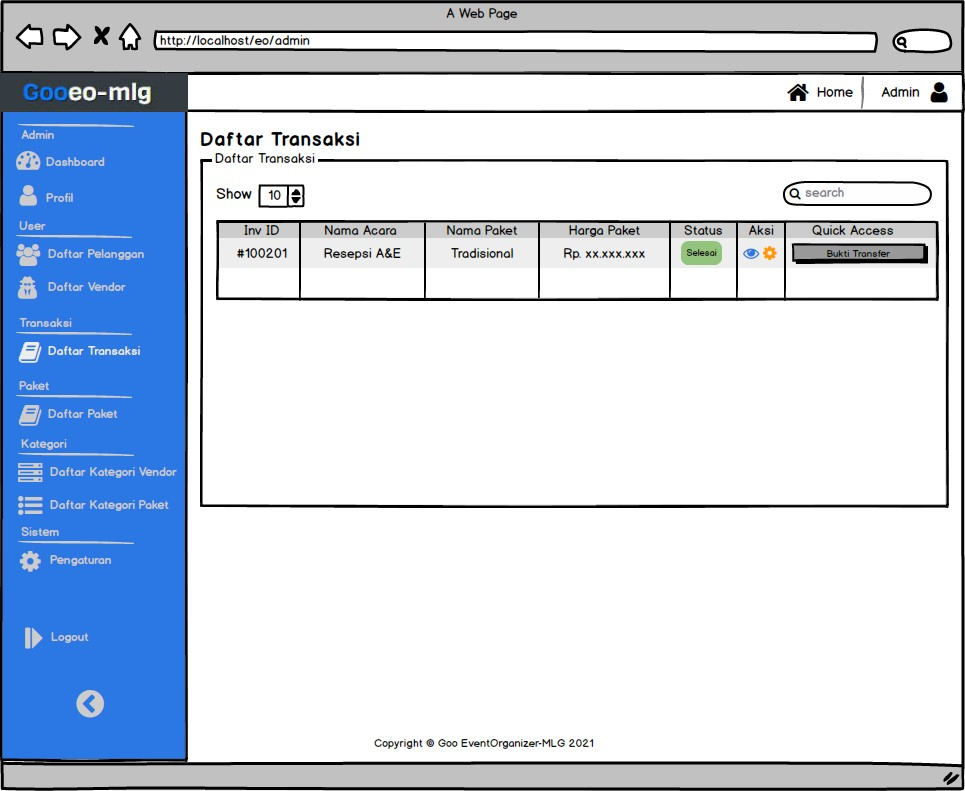 A Web Page
http://localhost/eo/admin
Gooeo-mlg
Home
Admin
Admin
Dashboard
Profil
User
Daftar Pelanggan
Daftar Vendor
Transaksi
Daftar Transaksi
Paket
Daftar Paket
Kategori
Daftar Kategori Vendor
Daftar Kategori Paket
Sistem
Pengaturan
Logout
Daftar Transaksi
Daftar Transaksi
Show 10
search
Inv ID Nama Acara Nama Paket Harga Paket Status Aksi Quick Access
#100201 Resepsi A&E Tradisional Rp. xx.xxx.xxx Selesai Bukti Transfer
Copyright © Goo EventOrganizer-MLG 2021